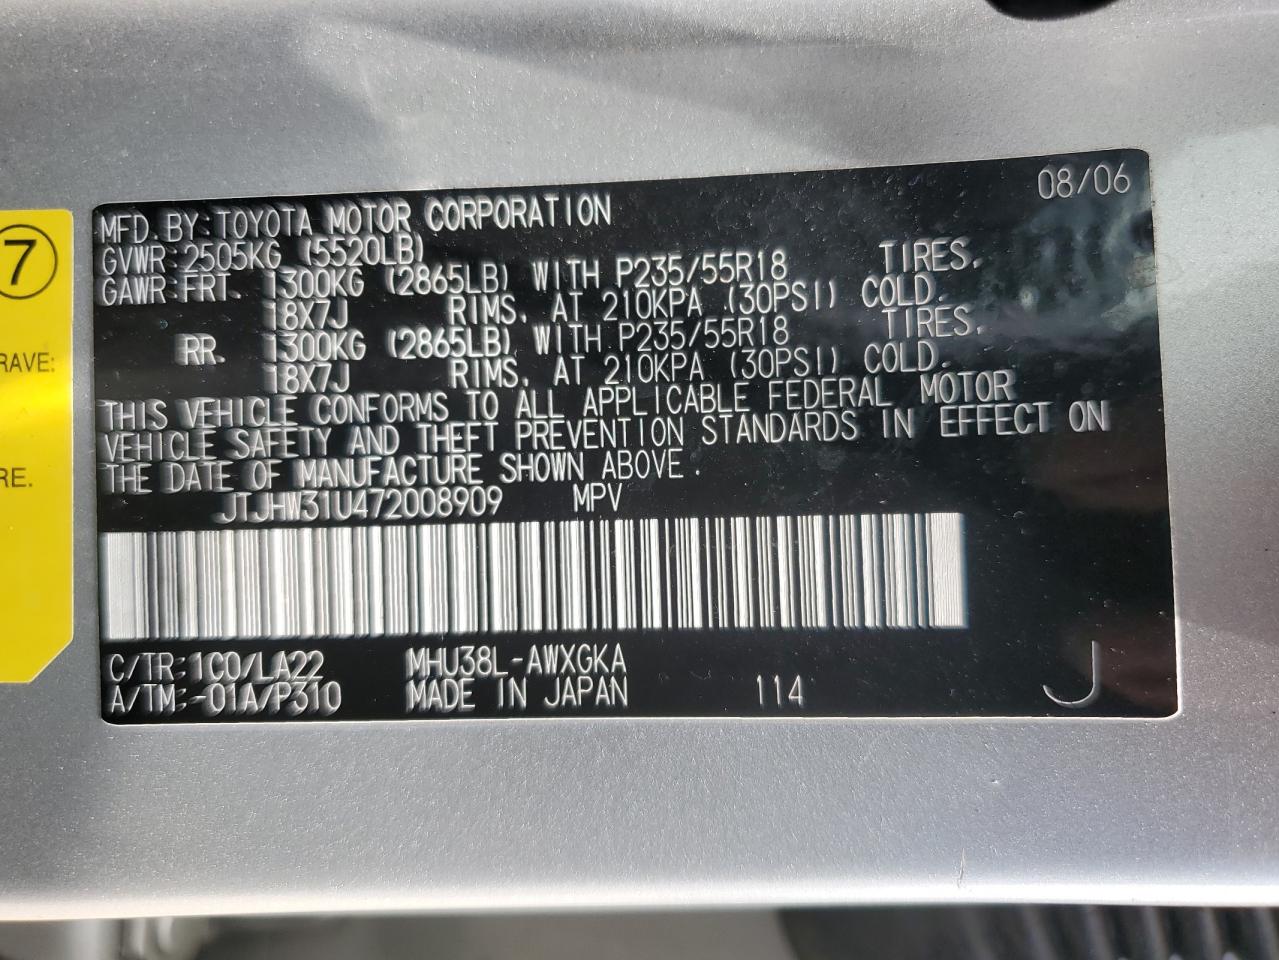 08/06
MFD. BY: TOYOTA MOTOR CORPORATION
GVWR: 2505KG (5520LB)
GAWR: FRT. 1300KG (2865LB) WITH P235/55R18 TIRES,
18X7J RIMS, AT 210KPA (30PSI) COLD.
RR. 1300KG (2865LB) WITH P235/55R18 TIRES,
18X7J RIMS, AT 210KPA (30PSI) COLD.
THIS VEHICLE CONFORMS TO ALL APPLICABLE FEDERAL MOTOR
VEHICLE SAFETY AND THEFT PREVENTION STANDARDS IN EFFECT ON
THE DATE OF MANUFACTURE SHOWN ABOVE.
JTJHW31U472008909 MPV
C/TR: 1C0/LA22 MHU38L-AWXGKA
A/TM: -01A/P310 MADE IN JAPAN 114 J
7
RAVE:
RE.